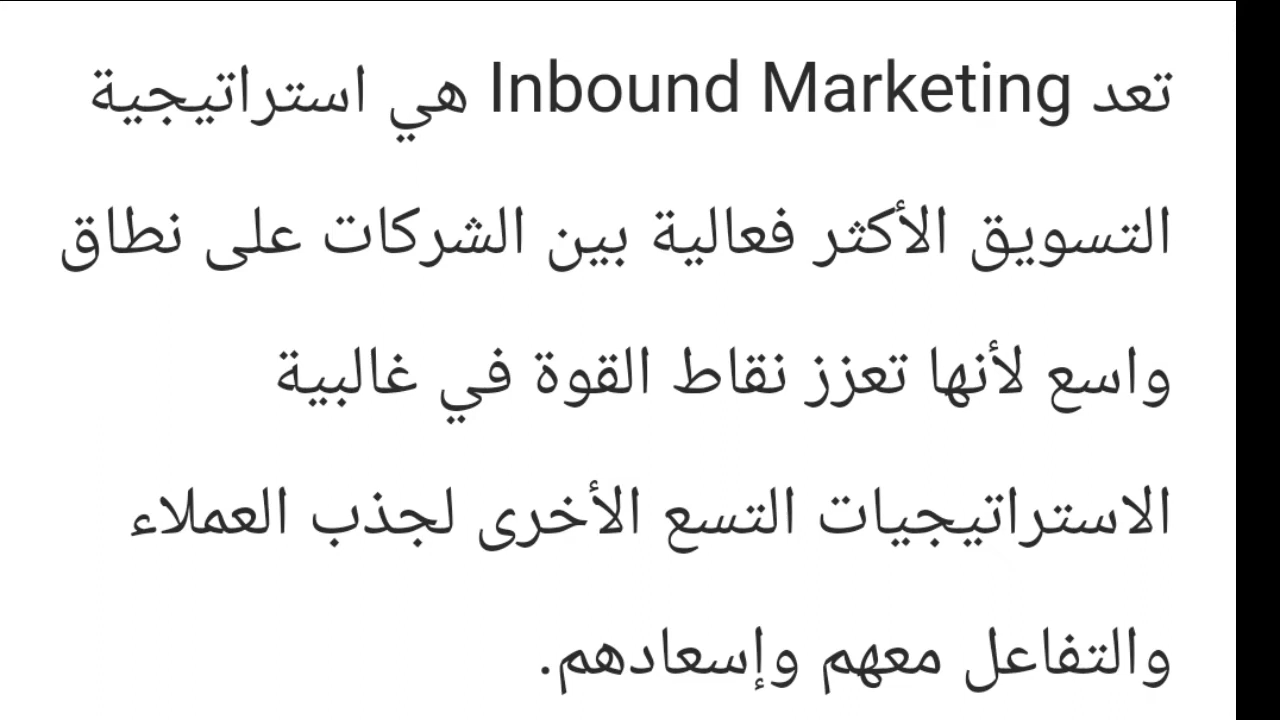 تعد Inbound Marketing هي استراتيجية
التسويق الأكثر فعالية بين الشركات على نطاق
واسع لأنها تعزز نقاط القوة في غالبية
الاستراتيجيات التسع الأخرى لجذب العملاء
والتفاعل معهم وإسعادهم.